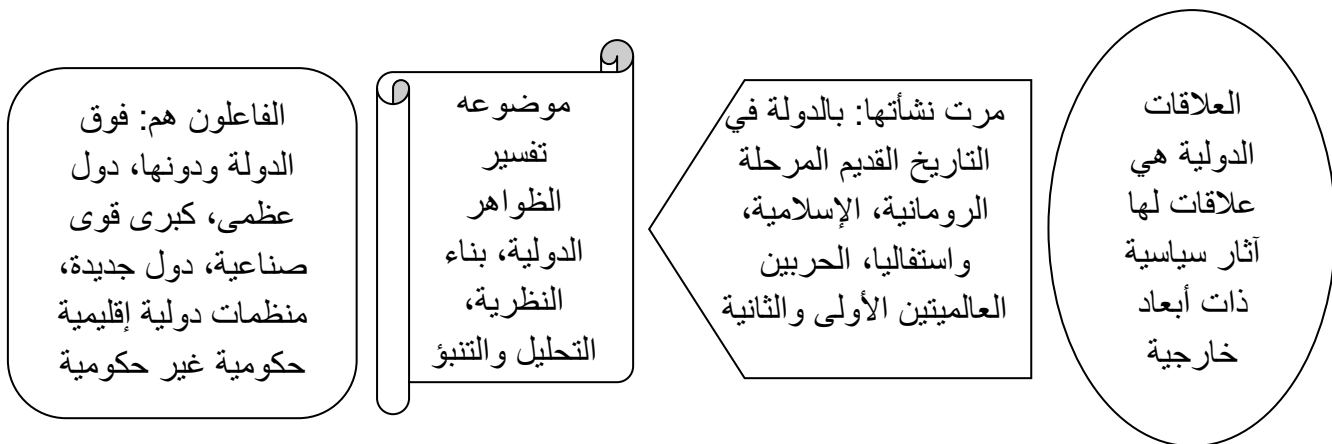 العلاقات
الدولية هي
علاقات لها
آثار سياسية
ذات أبعاد
خارجية
مرت نشأتها: بالدولة في
التاريخ القديم المرحلة
الرومانية، الإسلامية،
واستفاليا، الحربين
العالميتين الأولى والثانية
موضوعه
تفسير
الظواهر
الدولية، بناء
النظرية،
التحليل والتنبؤ
الفاعلون هم: فوق
الدولة ودونها، دول
عظمى، كبرى قوى
صناعية، دول جديدة،
منظمات دولية إقليمية
حكومية غير حكومية